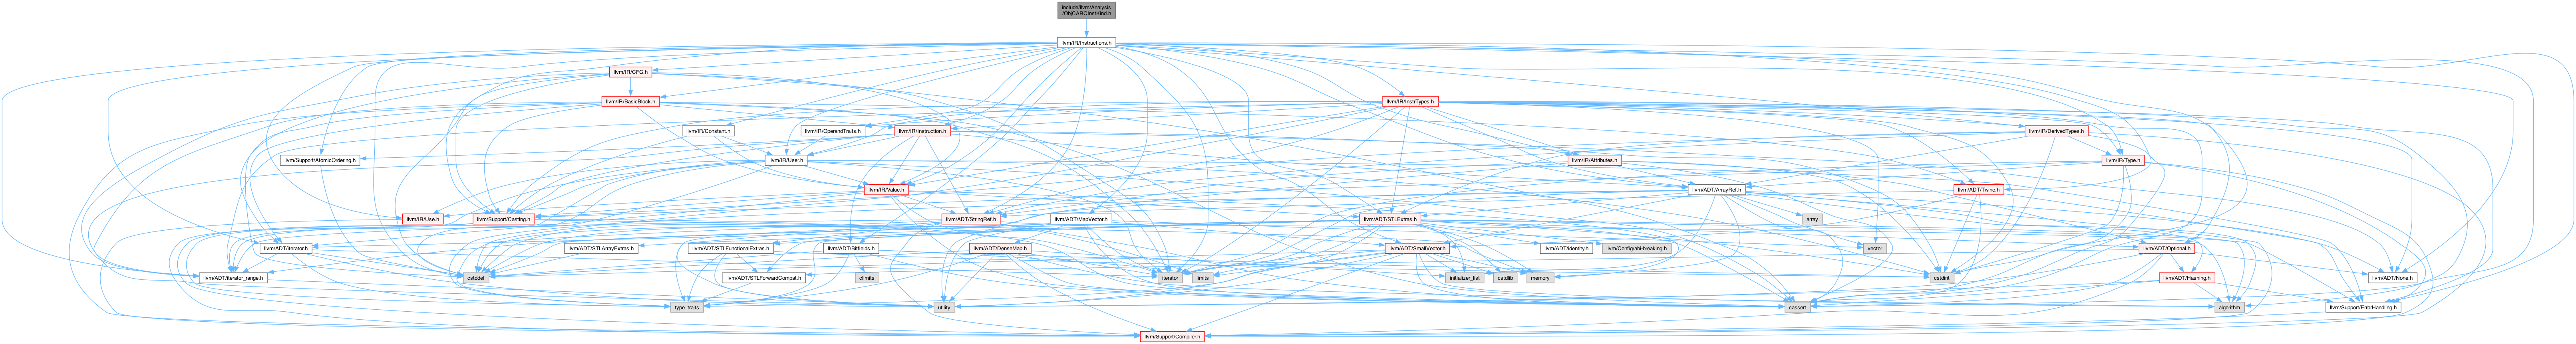 include/llvm/Analysis
/ObjCARCInstKind.h
llvm/IR/Instructions.h
llvm/IR/CFG.h
llvm/IR/BasicBlock.h
llvm/IR/InstrTypes.h
llvm/IR/Constant.h
llvm/IR/OperandTraits.h
llvm/IR/Instruction.h
llvm/IR/DerivedTypes.h
llvm/Support/AtomicOrdering.h
llvm/IR/User.h
llvm/IR/Attributes.h
llvm/IR/Type.h
llvm/IR/Value.h
llvm/ADT/ArrayRef.h
llvm/ADT/Twine.h
llvm/IR/Use.h
llvm/Support/Casting.h
llvm/ADT/StringRef.h
llvm/ADT/MapVector.h
llvm/ADT/STLExtras.h
array
llvm/ADT/iterator.h
llvm/ADT/STLArrayExtras.h
llvm/ADT/STLFunctionalExtras.h
llvm/ADT/Bitfields.h
llvm/ADT/DenseMap.h
llvm/ADT/SmallVector.h
llvm/ADT/identity.h
llvm/Config/abi-breaking.h
vector
llvm/ADT/Optional.h
llvm/ADT/iterator_range.h
cstddef
llvm/ADT/STLForwardCompat.h
climits
iterator
limits
initializer_list
cstdlib
memory
cstdint
llvm/ADT/Hashing.h
llvm/ADT/None.h
type_traits
utility
cassert
algorithm
llvm/Support/ErrorHandling.h
llvm/Support/Compiler.h